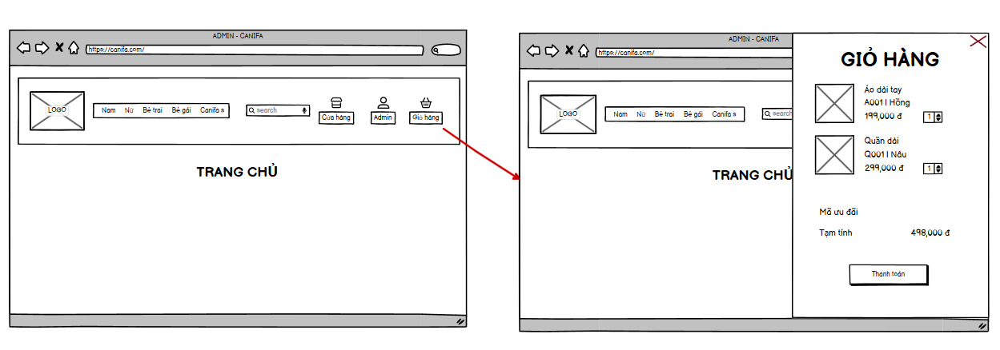 ADMIN - CANIFA
https://canifa.com/
LOGO
Nam Nữ Bé trai Bé gái Canifa s
search
Cửa hàng
Admin
Giỏ hàng
TRANG CHỦ
ADMIN - CANIFA
https://canifa.com/
LOGO
Nam Nữ Bé trai Bé gái Canifa s
search
TRANG CHỦ
GIỎ HÀNG
Áo dài tay
A001 | Hồng
199,000 đ 1
Quần dài
Q001 | Nâu
299,000 đ 1
Mã ưu đãi
Tạm tính 498,000 đ
Thanh toán